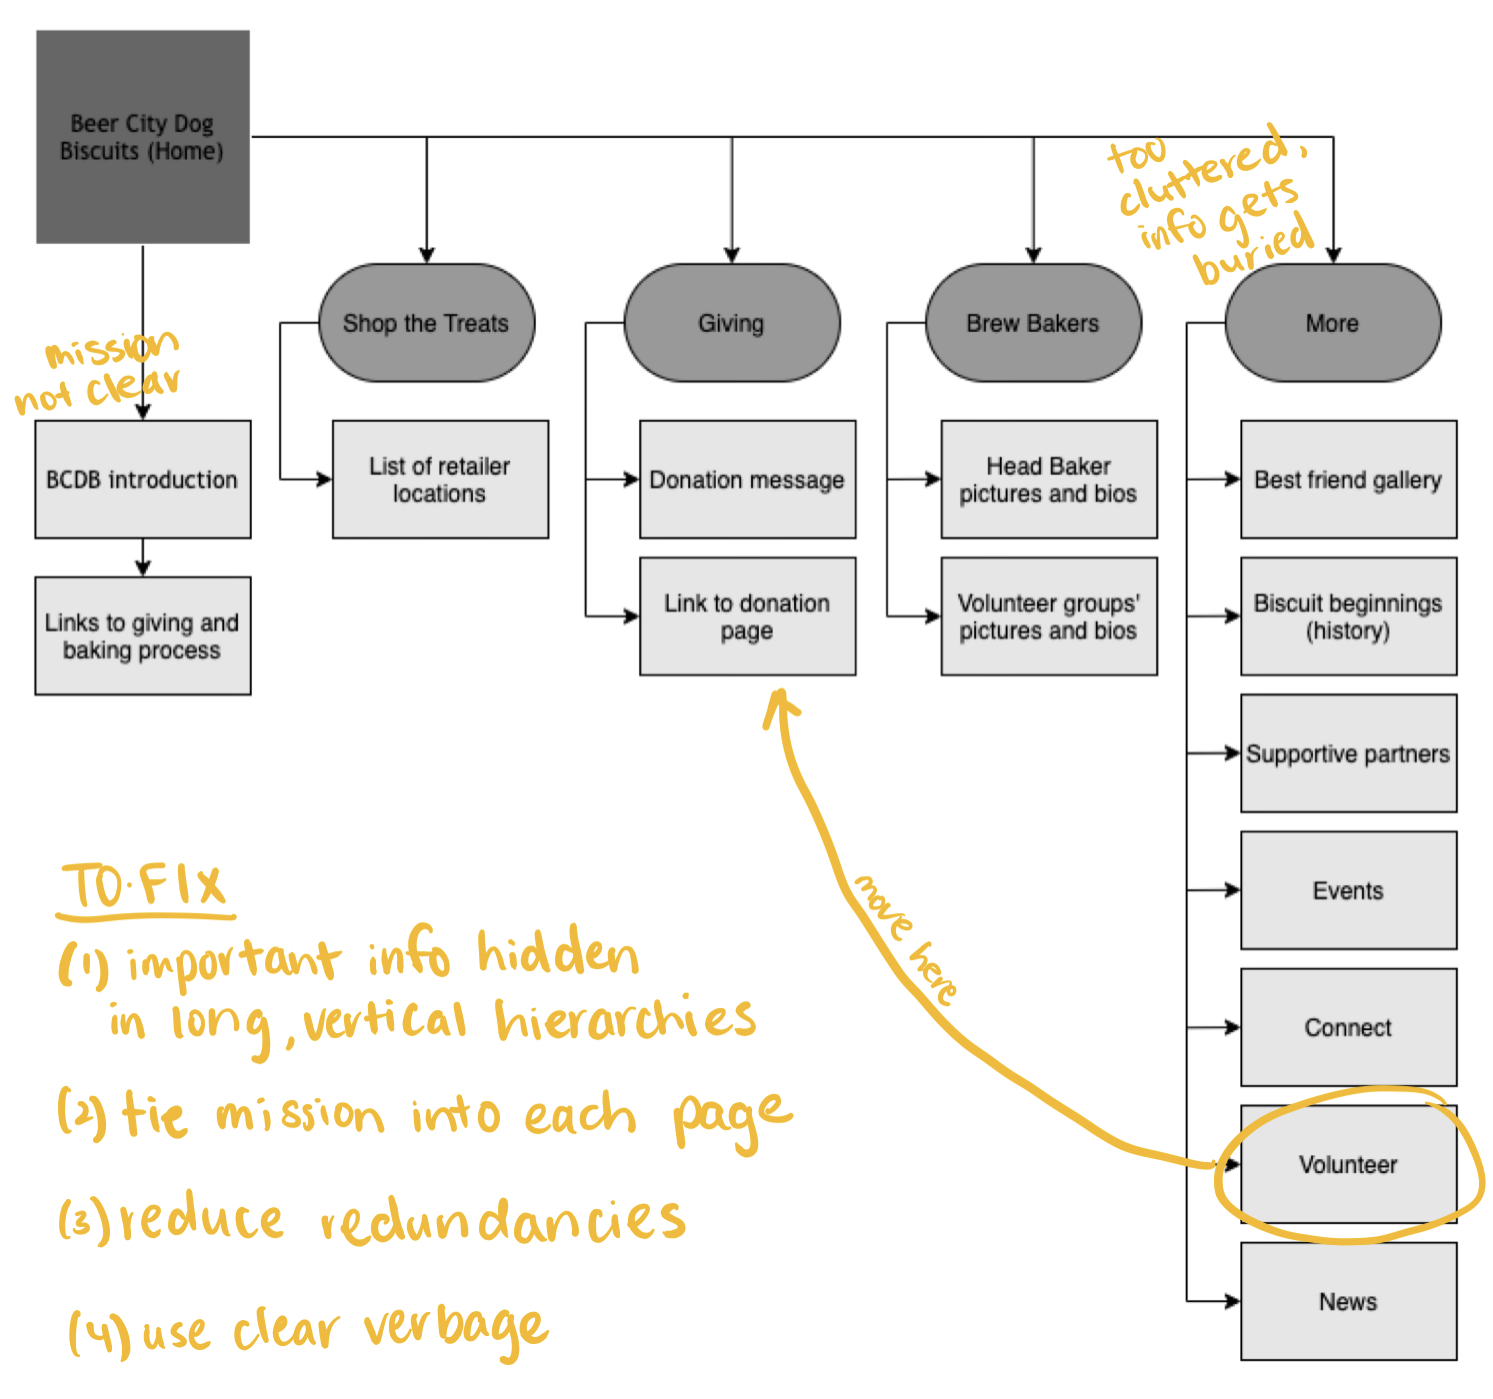 Beer City Dog
Biscuits (Home)
too
cluttered,
info gets
buried
Shop the Treats
Giving
Brew Bakers
More
mission
not clear
BCDB introduction
Links to giving and
baking process
List of retailer
locations
Donation message
Link to donation
page
Head Baker
pictures and bios
Volunteer groups'
pictures and bios
Best friend gallery
Biscuit beginnings
(history)
Supportive partners
Events
Connect
Volunteer
News
move here
TO·FIX
(1) important info hidden
in long, vertical hierarchies
(2) tie mission into each page
(3) reduce redundancies
(4) use clear verbage